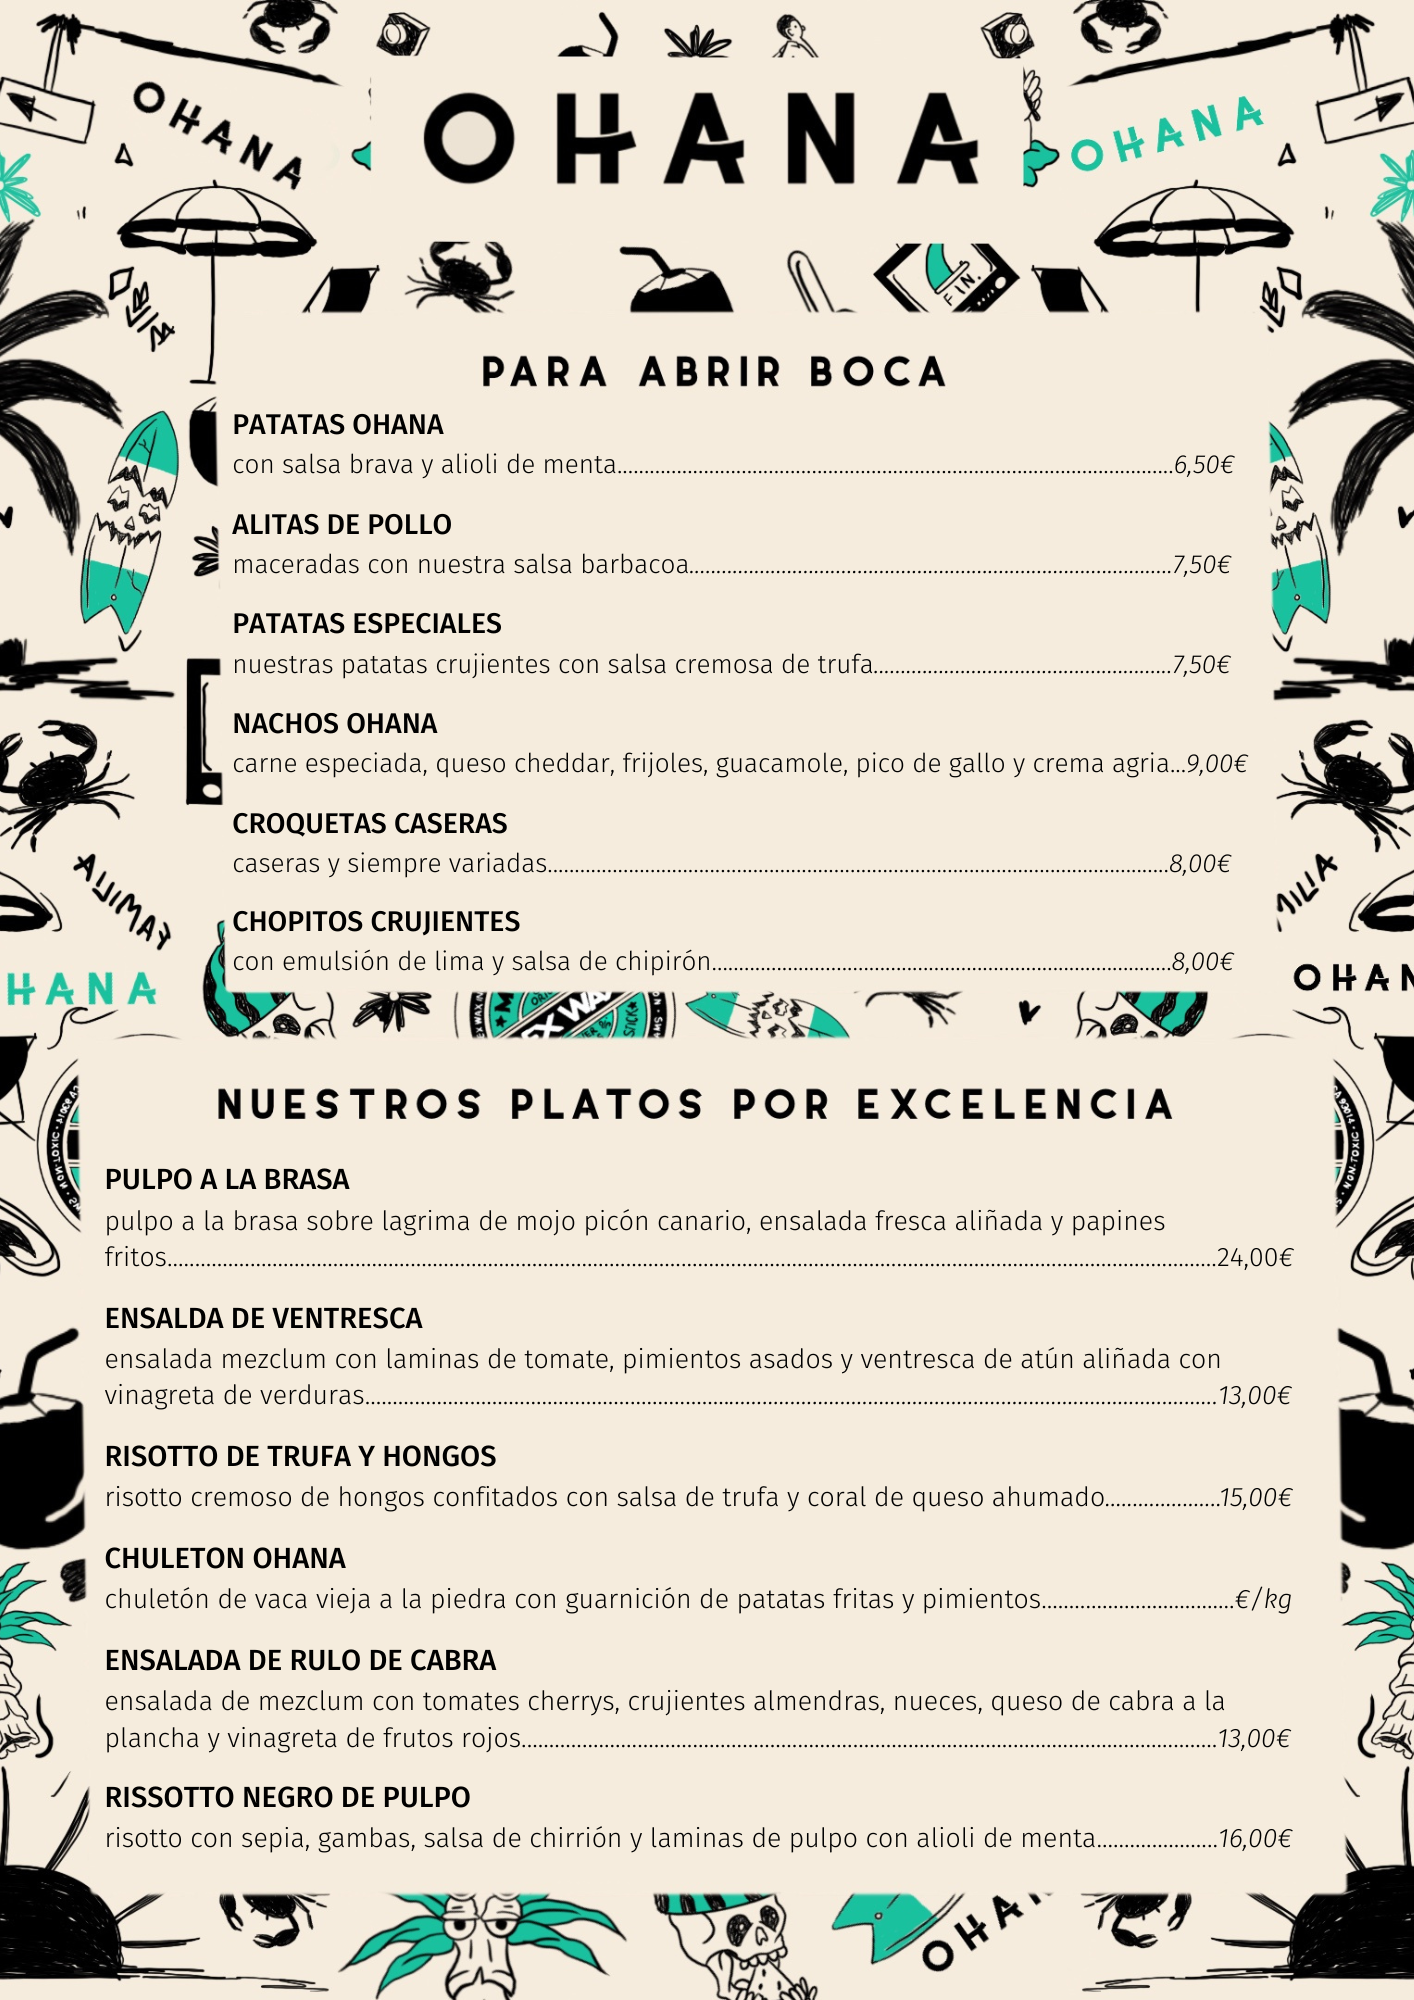 OHANA
OHANA
OHANA
FIN.
PARA ABRIR BOCA
PATATAS OHANA
con salsa brava y alioli de menta........6,50€
ALITAS DE POLLO
maceradas con nuestra salsa barbacoa........7,50€
PATATAS ESPECIALES
nuestras patatas crujientes con salsa cremosa de trufa........7,50€
NACHOS OHANA
carne especiada, queso cheddar, frijoles, guacamole, pico de gallo y crema agria...9,00€
CROQUETAS CASERAS
caseras y siempre variadas........8,00€
CHOPITOS CRUJIENTES
con emulsión de lima y salsa de chipirón........8,00€
HANA
OHAN
NUESTROS PLATOS POR EXCELENCIA
NON-TOXIC
PULPO A LA BRASA
pulpo a la brasa sobre lagrima de mojo picón canario, ensalada fresca aliñada y papines
fritos........24,00€
ENSALDA DE VENTRESCA
ensalada mezclum con laminas de tomate, pimientos asados y ventresca de atún aliñada con
vinagreta de verduras........13,00€
RISOTTO DE TRUFA Y HONGOS
risotto cremoso de hongos confitados con salsa de trufa y coral de queso ahumado........15,00€
CHULETON OHANA
chuletón de vaca vieja a la piedra con guarnición de patatas fritas y pimientos........€/kg
ENSALADA DE RULO DE CABRA
ensalada de mezclum con tomates cherrys, crujientes almendras, nueces, queso de cabra a la
plancha y vinagreta de frutos rojos........13,00€
RISSOTTO NEGRO DE PULPO
risotto con sepia, gambas, salsa de chirrión y laminas de pulpo con alioli de menta........16,00€
OHAN